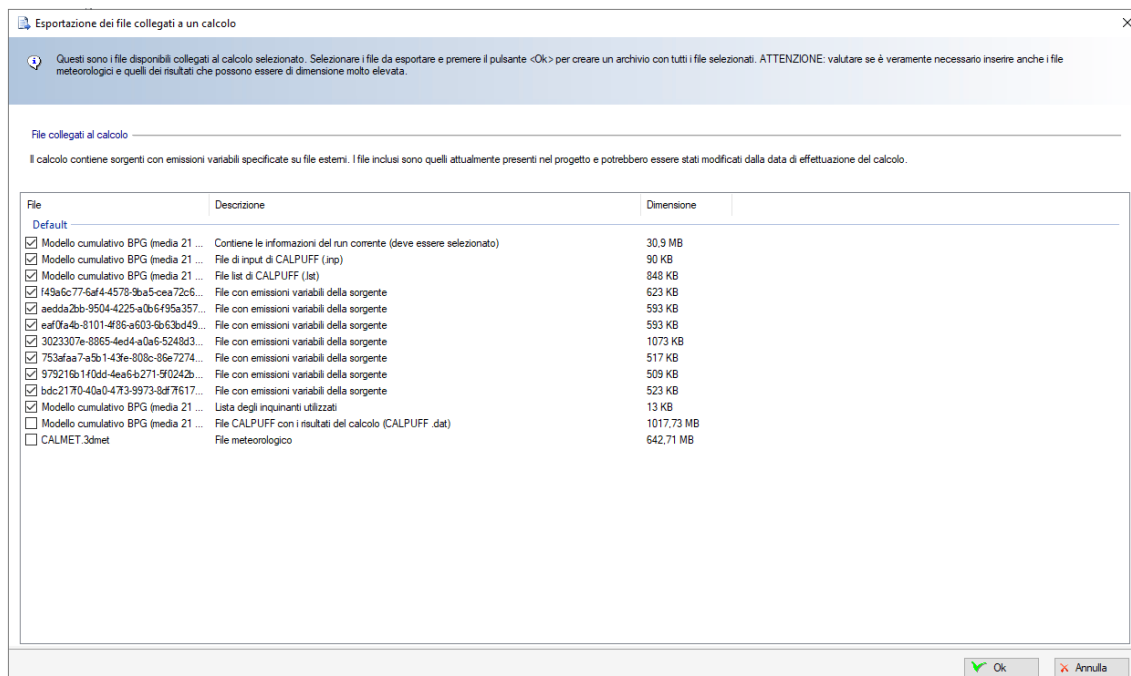 Esportazione dei file collegati a un calcolo
Questi sono i file disponibili collegati al calcolo selezionato. Selezionare i file da esportare e premere il pulsante <Ok> per creare un archivio con tutti i file selezionati. ATTENZIONE: valutare se è veramente necessario inserire anche i file
meteorologici e quelli dei risultati che possono essere di dimensione molto elevata.
File collegati al calcolo
Il calcolo contiene sorgenti con emissioni variabili specificate su file esterni. I file inclusi sono quelli attualmente presenti nel progetto e potrebbero essere stati modificati dalla data di effettuazione del calcolo.
File Descrizione Dimensione
Default
Modello cumulativo BPG (media 21 ... Contiene le informazioni del run corrente (deve essere selezionato) 30,9 MB
Modello cumulativo BPG (media 21 ... File di input di CALPUFF (.inp) 90 KB
Modello cumulativo BPG (media 21 ... File list di CALPUFF (.lst) 848 KB
f49a6c77-6af4-4578-9ba5-cea72c6... File con emissioni variabili della sorgente 623 KB
aedda2bb-9504-4225-a0b6-f95a357... File con emissioni variabili della sorgente 593 KB
eaf0fa4b-8101-4f86-a603-6b63bd49... File con emissioni variabili della sorgente 593 KB
3023307e-8865-4ed4-a0a6-5248d3... File con emissioni variabili della sorgente 1073 KB
753afaa7-a5b1-43fe-808c-86e7274... File con emissioni variabili della sorgente 517 KB
979216b1-f0dd-4ea6-b271-5f0242b... File con emissioni variabili della sorgente 509 KB
bdc217f0-40a0-47f3-9973-8df7f617... File con emissioni variabili della sorgente 523 KB
Modello cumulativo BPG (media 21 ... Lista degli inquinanti utilizzati 13 KB
Modello cumulativo BPG (media 21 ... File CALPUFF con i risultati del calcolo (CALPUFF .dat) 1017,73 MB
CALMET.3dmet File meteorologico 642,71 MB
Ok Annulla